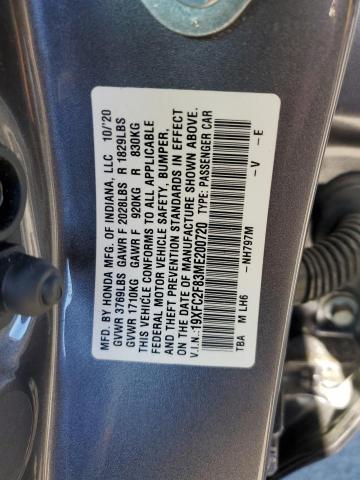 MFD. BY HONDA MFG. OF INDIANA, LLC 10/'20
GVWR 3769LBS GAWR F 2028LBS R 1829LBS
GVWR 1710KG GAWR F 920KG R 830KG
THIS VEHICLE CONFORMS TO ALL APPLICABLE
FEDERAL MOTOR VEHICLE SAFETY, BUMPER,
AND THEFT PREVENTION STANDARDS IN EFFECT
ON THE DATE OF MANUFACTURE SHOWN ABOVE.
V.I.N.:19XFC2F83ME200720 TYPE: PASSENGER CAR
TBA M LH6 -NH797M -V -E